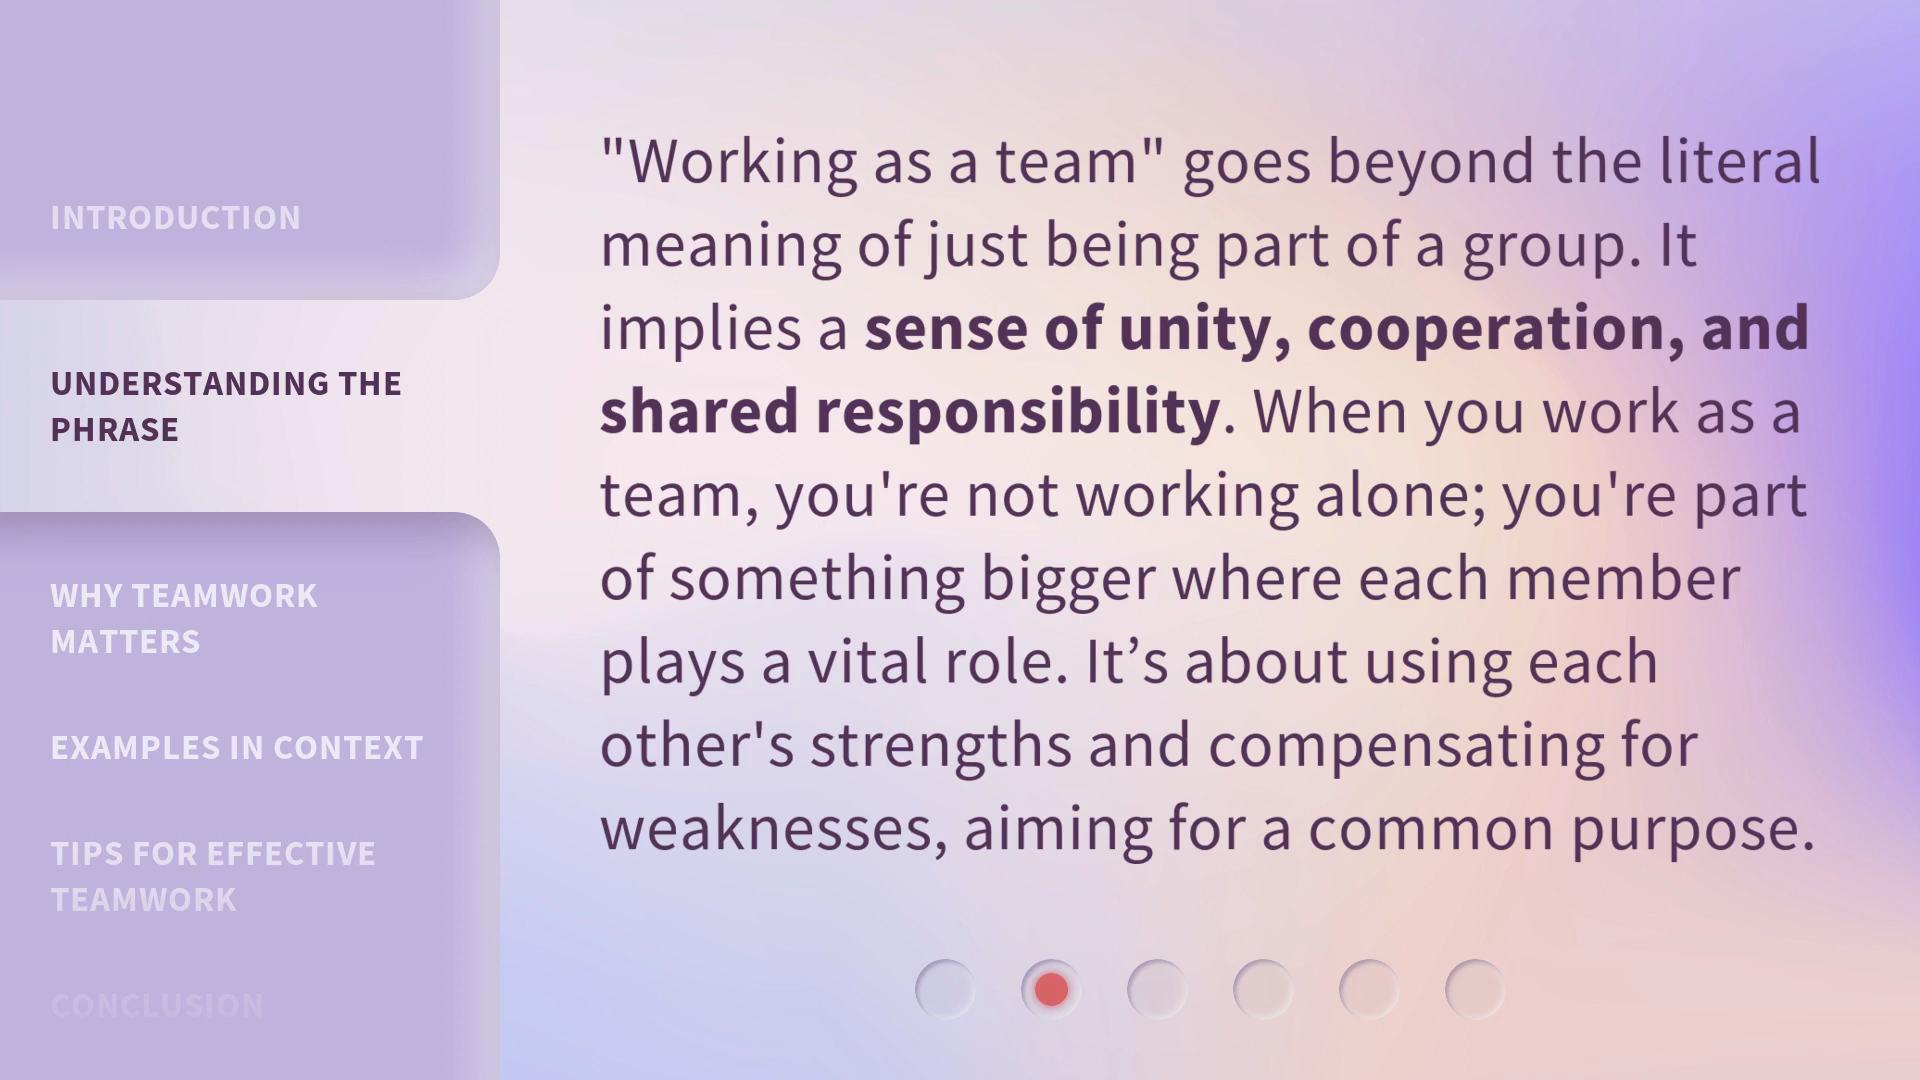 INTRODUCTION
UNDERSTANDING THE
PHRASE
WHY TEAMWORK
MATTERS
EXAMPLES IN CONTEXT
TIPS FOR EFFECTIVE
TEAMWORK
CONCLUSION
"Working as a team" goes beyond the literal
meaning of just being part of a group. It
implies a sense of unity, cooperation, and
shared responsibility. When you work as a
team, you're not working alone; you're part
of something bigger where each member
plays a vital role. It’s about using each
other's strengths and compensating for
weaknesses, aiming for a common purpose.